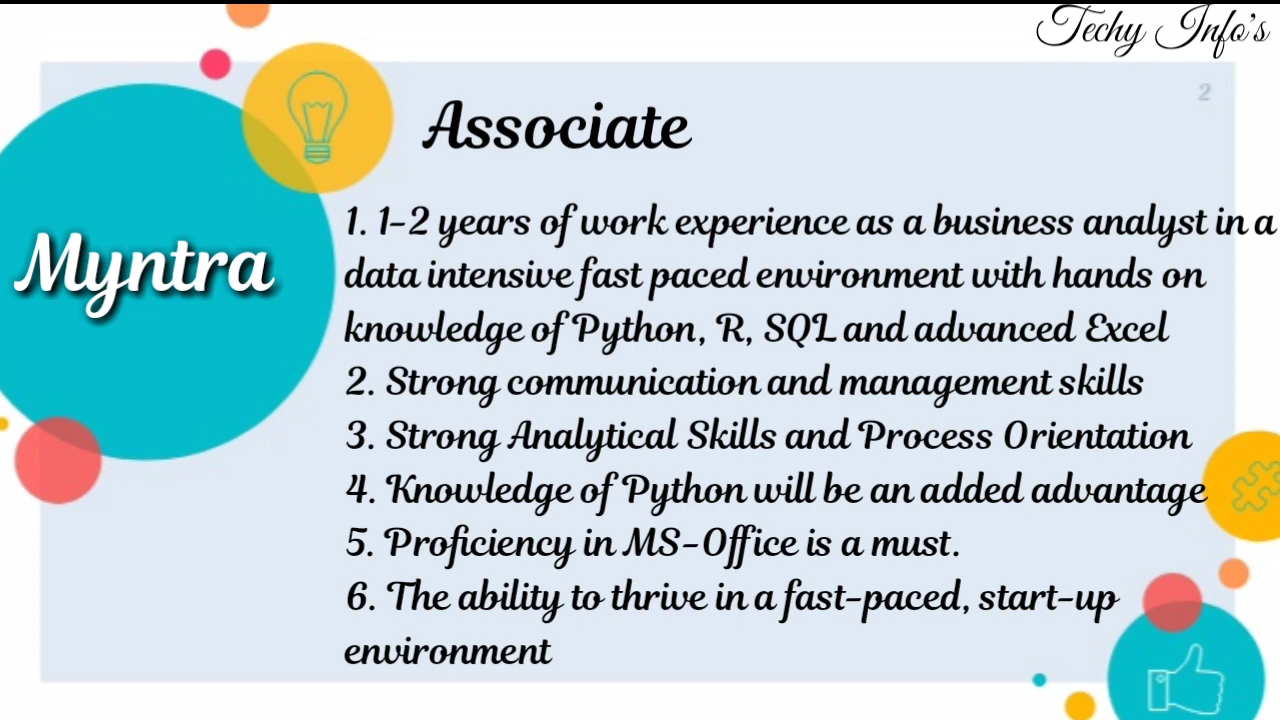 Techy Info's
2
Associate
Myntra
1. 1-2 years of work experience as a business analyst in a
data intensive fast paced environment with hands on
knowledge of Python, R, SQL and advanced Excel
2. Strong communication and management skills
3. Strong Analytical Skills and Process Orientation
4. Knowledge of Python will be an added advantage
5. Proficiency in MS-Office is a must.
6. The ability to thrive in a fast-paced, start-up
environment